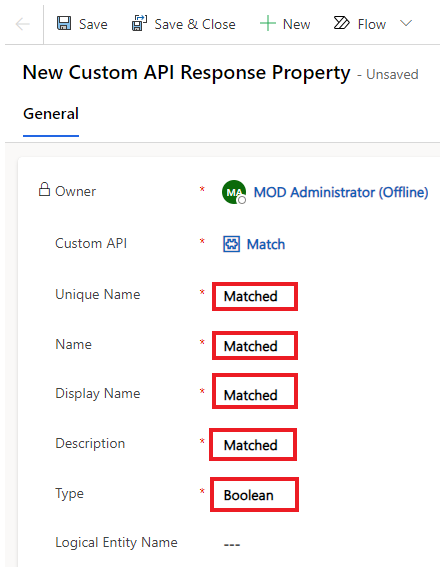 Save Save & Close New Flow
New Custom API Response Property - Unsaved
General
Owner * MA MOD Administrator (Offline)
Custom API * Match
Unique Name * Matched
Name * Matched
Display Name * Matched
Description * Matched
Type * Boolean
Logical Entity Name ---